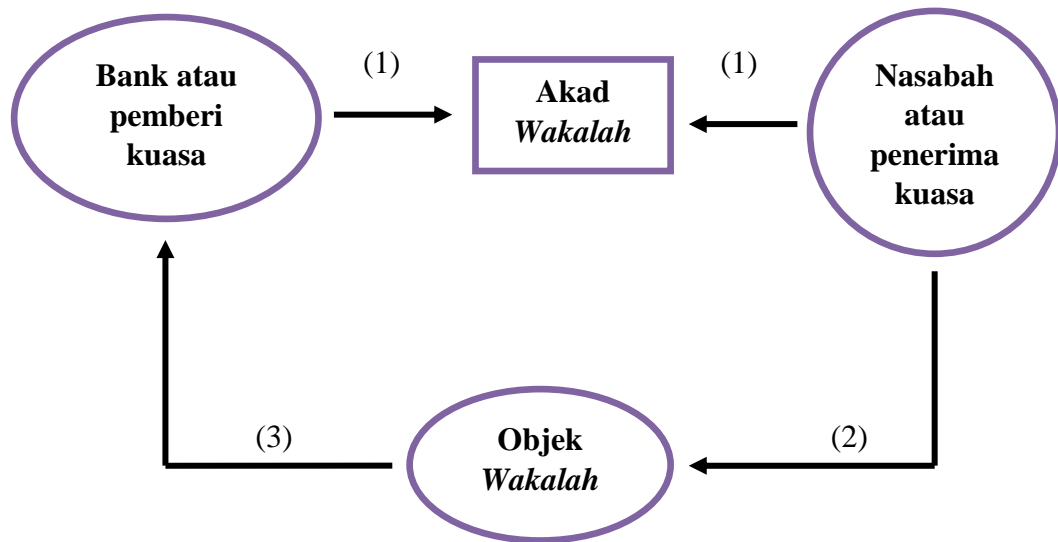 Bank atau
pemberi
kuasa
(1)
Akad
Wakalah
(1)
Nasabah
atau
penerima
kuasa
(3)
Objek
Wakalah
(2)